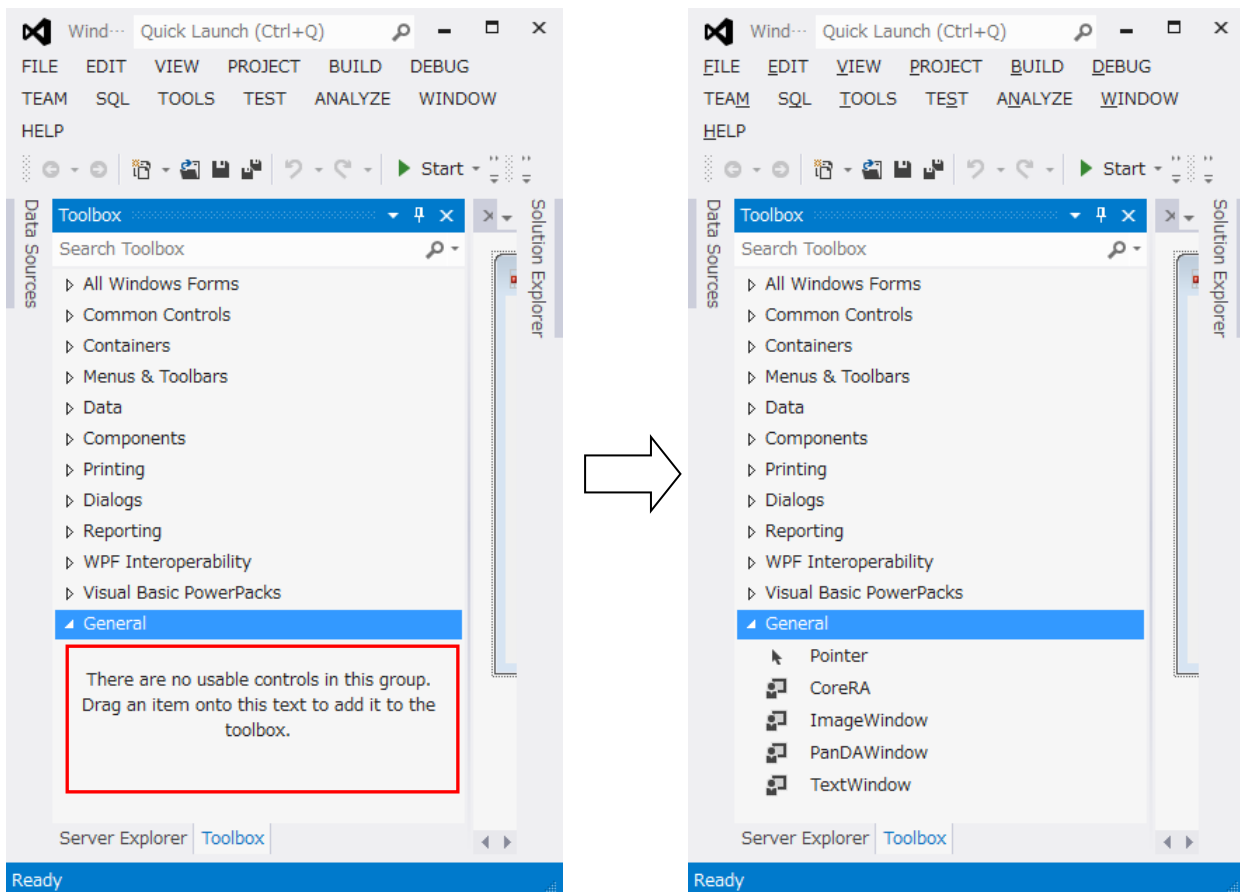 Wind… Quick Launch (Ctrl+Q)
FILE EDIT VIEW PROJECT BUILD DEBUG
TEAM SQL TOOLS TEST ANALYZE WINDOW
HELP
Start
Data Sources
Toolbox
Search Toolbox
All Windows Forms
Common Controls
Containers
Menus & Toolbars
Data
Components
Printing
Dialogs
Reporting
WPF Interoperability
Visual Basic PowerPacks
General
There are no usable controls in this group.
Drag an item onto this text to add it to the
toolbox.
Server Explorer Toolbox
Solution Explorer
Ready
Wind… Quick Launch (Ctrl+Q)
FILE EDIT VIEW PROJECT BUILD DEBUG
TEAM SQL TOOLS TEST ANALYZE WINDOW
HELP
Start
Data Sources
Toolbox
Search Toolbox
All Windows Forms
Common Controls
Containers
Menus & Toolbars
Data
Components
Printing
Dialogs
Reporting
WPF Interoperability
Visual Basic PowerPacks
General
Pointer
CoreRA
ImageWindow
PanDAWindow
TextWindow
Server Explorer Toolbox
Solution Explorer
Ready